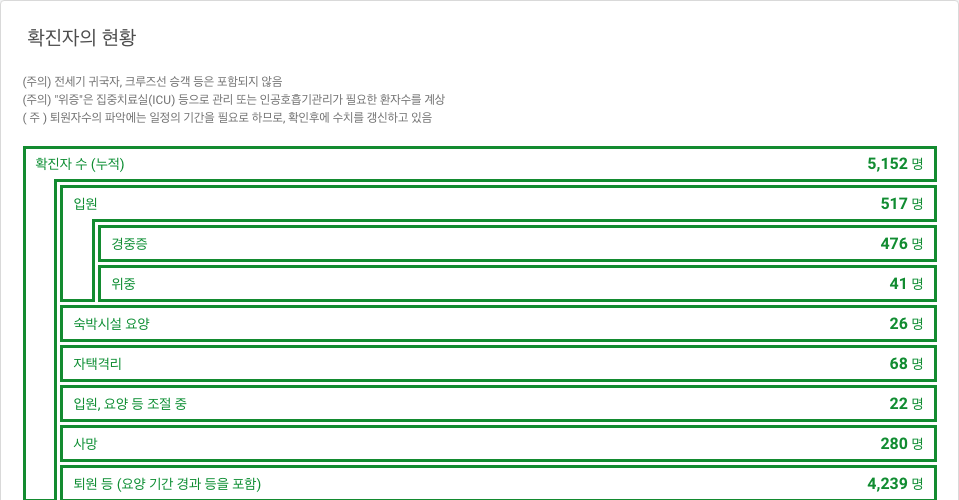 확진자의 현황
(주의) 전세기 귀국자, 크루즈선 승객 등은 포함되지 않음
(주의) "위증"은 집중치료실(ICU) 등으로 관리 또는 인공호흡기관리가 필요한 환자수를 계상
( 주 ) 퇴원자수의 파악에는 일정의 기간을 필요로 하므로, 확인후에 수치를 갱신하고 있음
확진자 수 (누적) 5,152 명
입원 517 명
경중증 476 명
위중 41 명
숙박시설 요양 26 명
자택격리 68 명
입원, 요양 등 조절 중 22 명
사망 280 명
퇴원 등 (요양 기간 경과 등을 포함) 4,239 명